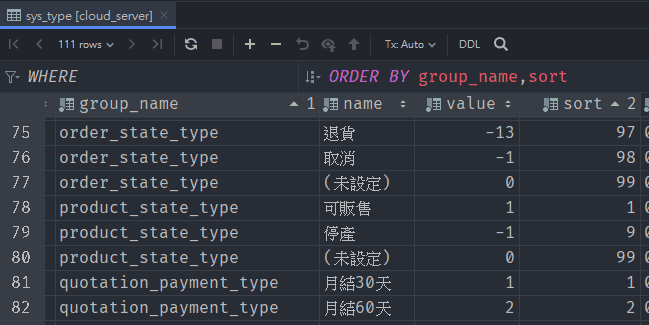 sys_type [cloud_server]
111 rows Tx: Auto DDL
WHERE ORDER BY group_name,sort
group_name 1 name value sort 2
75 order_state_type 退貨 -13 97
76 order_state_type 取消 -1 98
77 order_state_type (未設定) 0 99
78 product_state_type 可販售 1 1
79 product_state_type 停產 -1 9
80 product_state_type (未設定) 0 99
81 quotation_payment_type 月結30天 1 1
82 quotation_payment_type 月結60天 2 2